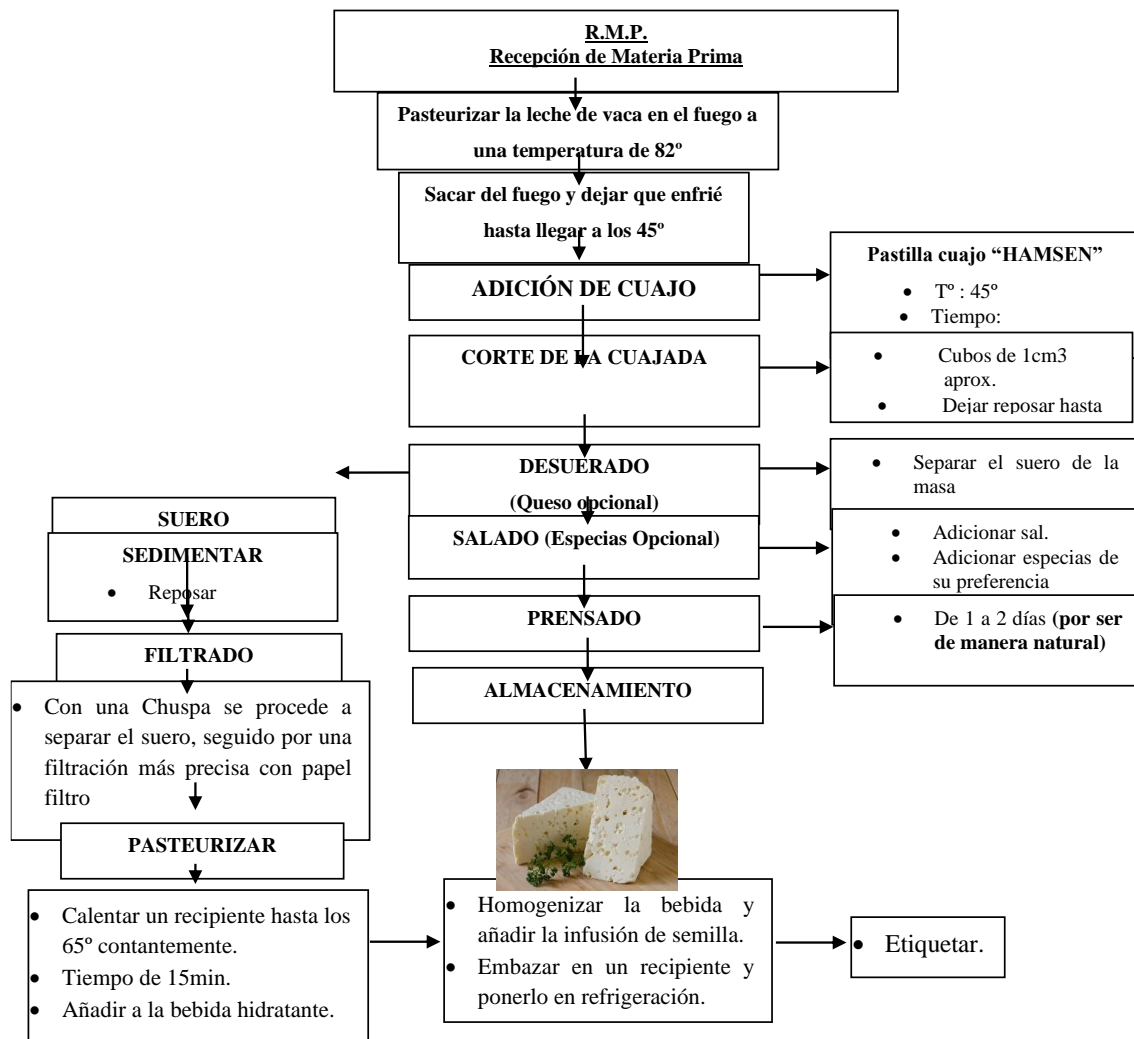 R.M.P.
Recepción de Materia Prima
Pasteurizar la leche de vaca en el fuego a
una temperatura de 82º
Sacar del fuego y dejar que enfrié
hasta llegar a los 45º
ADICIÓN DE CUAJO
Pastilla cuajo “HAMSEN”
• Tº : 45º
• Tiempo:
CORTE DE LA CUAJADA
• Cubos de 1cm3
aprox.
• Dejar reposar hasta
DESUERADO
(Queso opcional)
• Separar el suero de la
masa
SALADO (Especias Opcional)
• Adicionar sal.
• Adicionar especias de
su preferencia
PRENSADO
• De 1 a 2 días (por ser
de manera natural)
ALMACENAMIENTO
SUERO
SEDIMENTAR
• Reposar
FILTRADO
• Con una Chuspa se procede a
separar el suero, seguido por una
filtración más precisa con papel
filtro
PASTEURIZAR
• Calentar un recipiente hasta los
65º contantemente.
• Tiempo de 15min.
• Añadir a la bebida hidratante.
• Homogenizar la bebida y
añadir la infusión de semilla.
• Embazar en un recipiente y
ponerlo en refrigeración.
• Etiquetar.